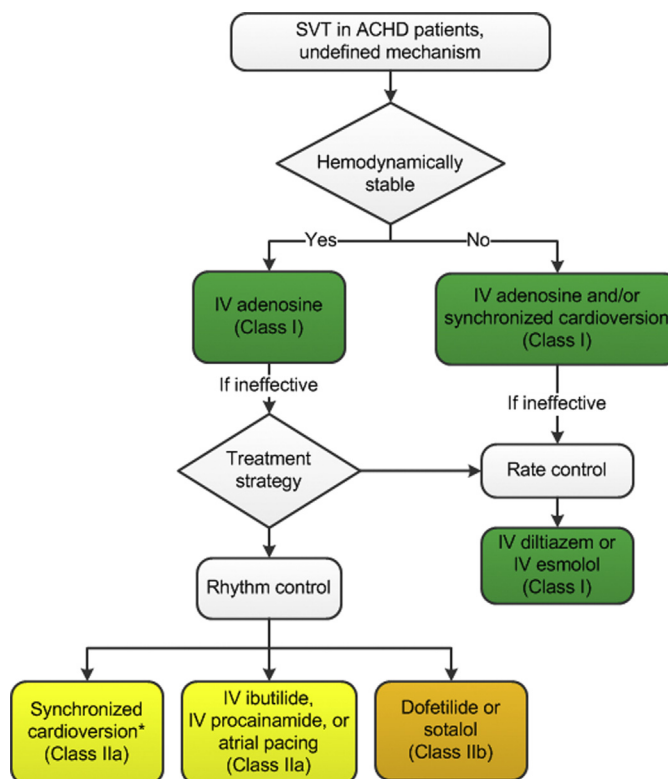 SVT in ACHD patients,
undefined mechanism
Hemodynamically
stable
Yes
No
IV adenosine
(Class I)
IV adenosine and/or
synchronized cardioversion
(Class I)
If ineffective
If ineffective
Treatment
strategy
Rate control
IV diltiazem or
IV esmolol
(Class I)
Rhythm control
Synchronized
cardioversion*
(Class IIa)
IV ibutilide,
IV procainamide, or
atrial pacing
(Class IIa)
Dofetilide or
sotalol
(Class IIb)